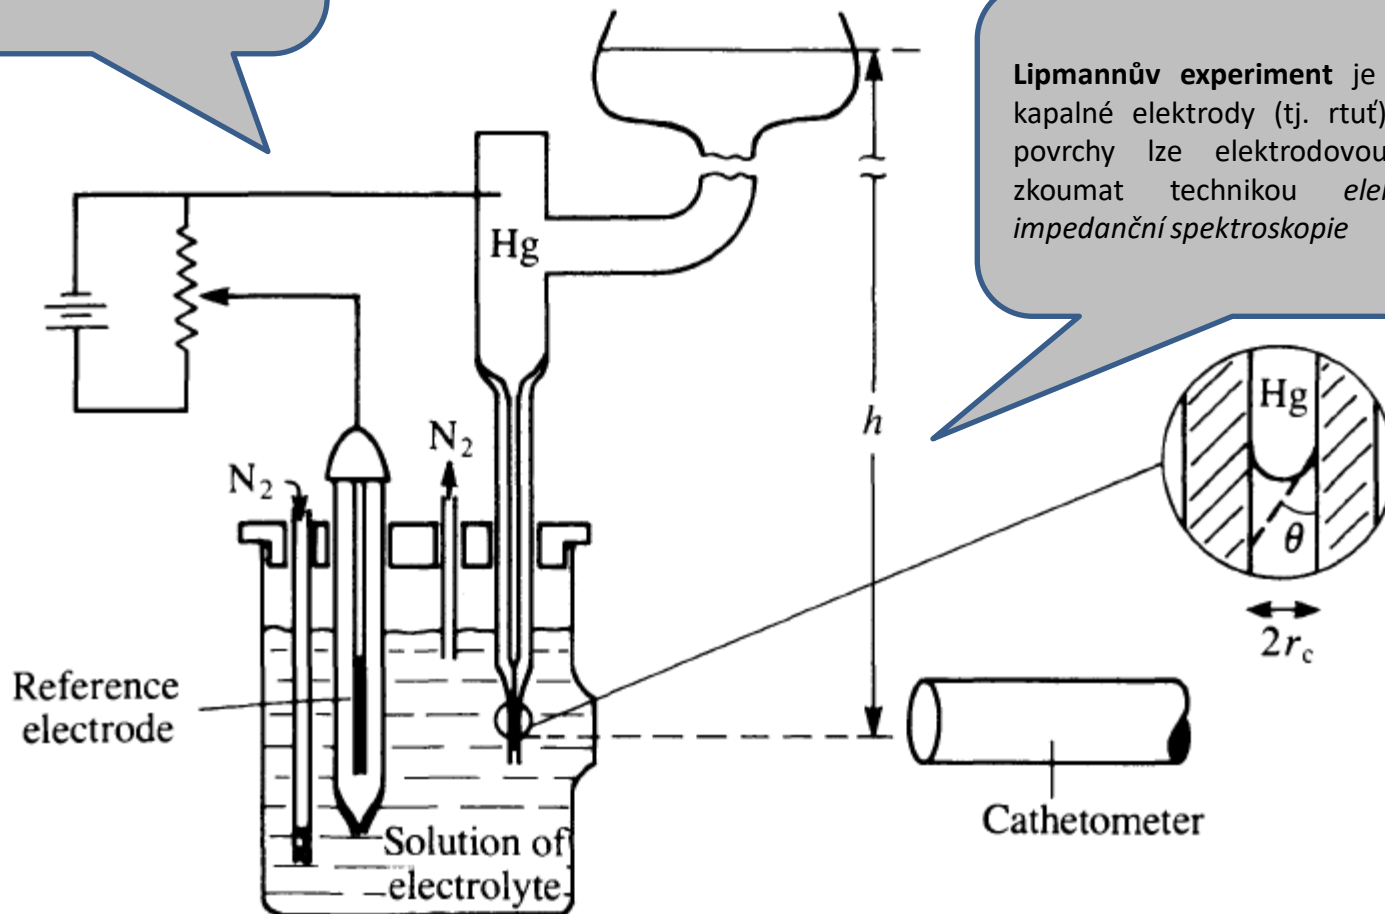 Lipmannův experiment je
kapalné elektrody (tj. rtuť)
povrchy lze elektrodovou
zkoumat technikou
impedanční spektroskopie
Hg
h
Hg
θ
2rc
N2
N2
Reference
electrode
Solution of
electrolyte
Cathetometer